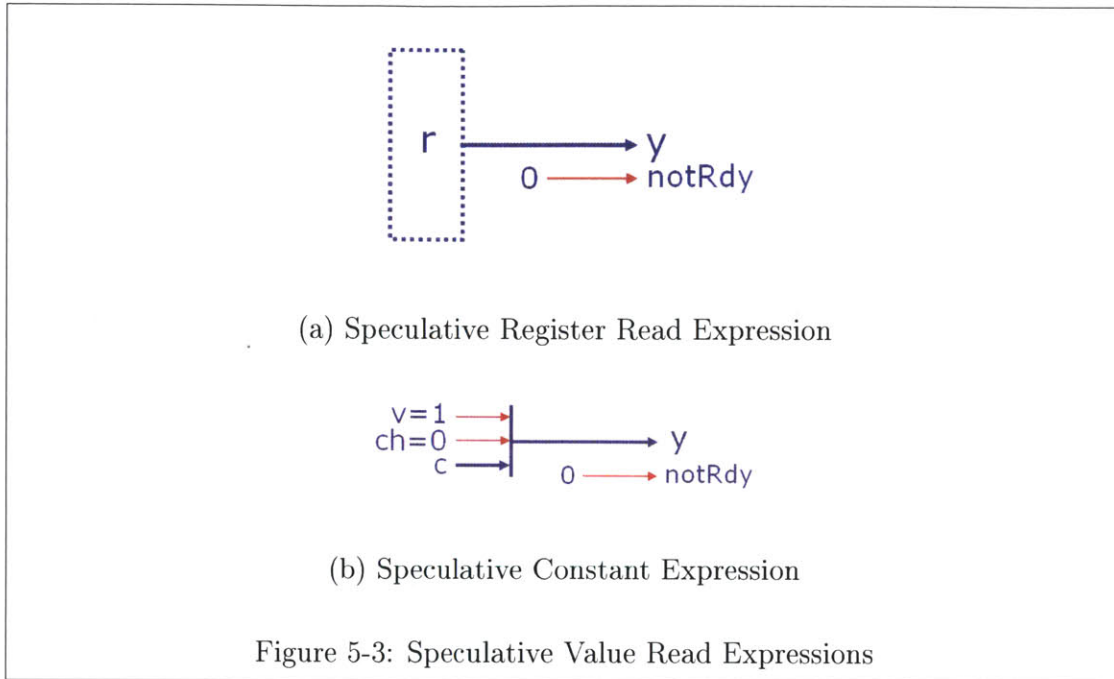 r
y
0
notRdy
(a) Speculative Register Read Expression
v=1
ch=0
c
y
0
notRdy
(b) Speculative Constant Expression
Figure 5-3: Speculative Value Read Expressions